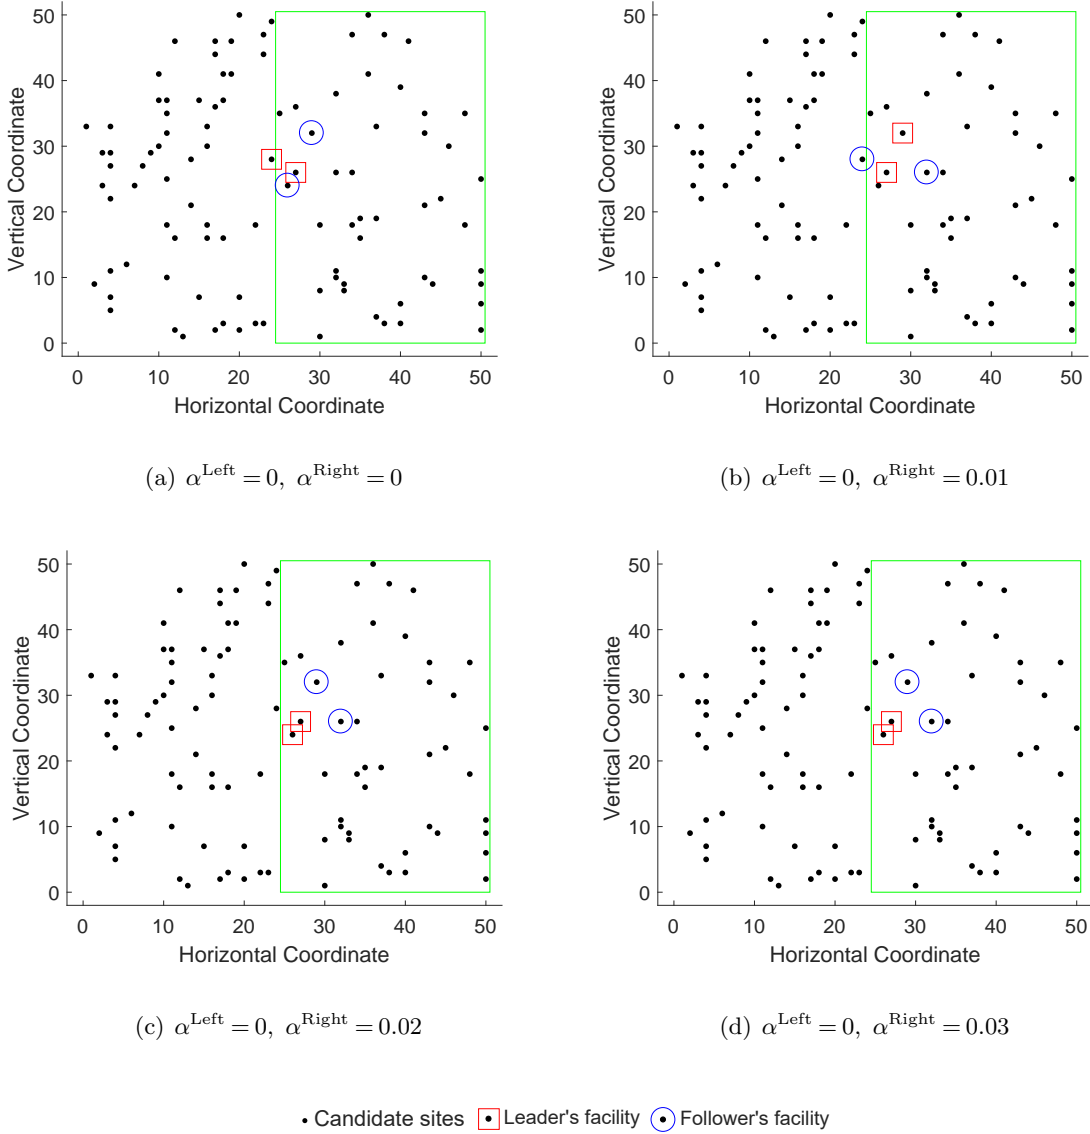 50
40
30
20
10
0
Vertical Coordinate
0 10 20 30 40 50
Horizontal Coordinate
(a) α^Left = 0, α^Right = 0
50
40
30
20
10
0
Vertical Coordinate
0 10 20 30 40 50
Horizontal Coordinate
(b) α^Left = 0, α^Right = 0.01
50
40
30
20
10
0
Vertical Coordinate
0 10 20 30 40 50
Horizontal Coordinate
(c) α^Left = 0, α^Right = 0.02
50
40
30
20
10
0
Vertical Coordinate
0 10 20 30 40 50
Horizontal Coordinate
(d) α^Left = 0, α^Right = 0.03
Candidate sites Leader's facility Follower's facility